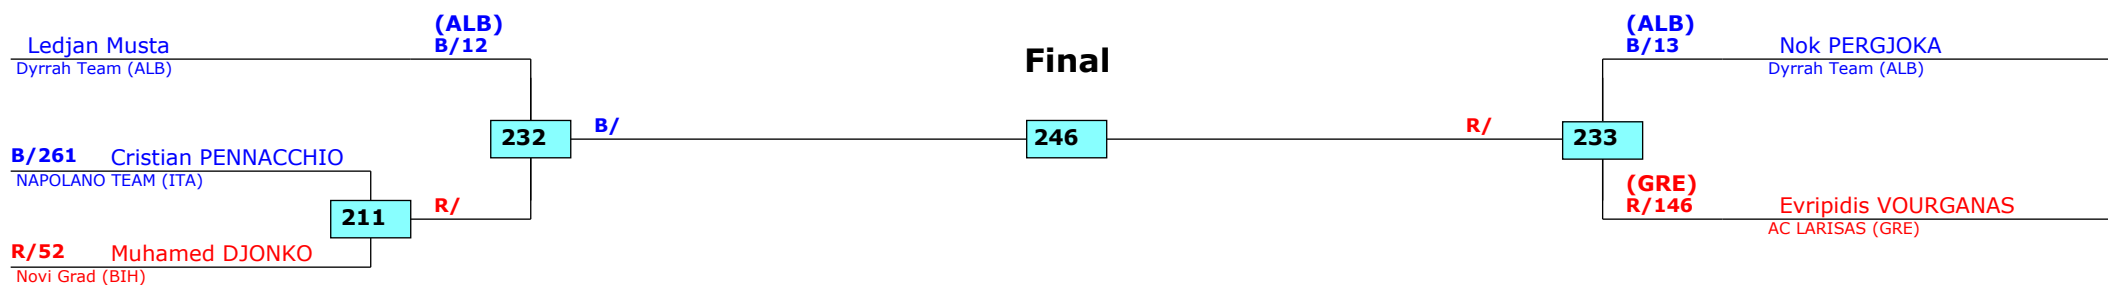 (ALB)
Ledjan Musta B/12
Dyrrah Team (ALB)
Final
(ALB)
B/13 Nok PERGJOKA
Dyrrah Team (ALB)
232 B/ 246 R/ 233
B/261 Cristian PENNACCHIO
NAPOLANO TEAM (ITA)
211 R/
R/52 Muhamed DJONKO
Novi Grad (BIH)
(GRE)
R/146 Evripidis VOURGANAS
AC LARISAS (GRE)